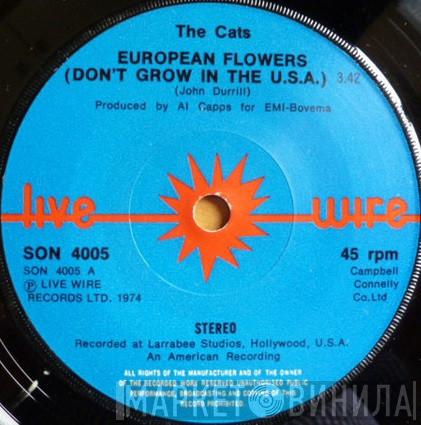 The Cats
EUROPEAN FLOWERS
(DON'T GROW IN THE U.S.A.) 3.42
(John Durrill)
Produced by Al Capps for EMI-Bovema
live wire
SON 4005
45 rpm
SON 4005 A
Ⓟ LIVE WIRE
RECORDS LTD. 1974
Campbell
Connelly
Co.Ltd
STEREO
Recorded at Larrabee Studios, Hollywood, U.S.A.
An American Recording
ALL RIGHTS OF THE MANUFACTURER AND OF THE OWNER
OF THE RECORDED WORK RESERVED UNAUTHORISED PUBLIC
PERFORMANCE, BROADCASTING AND COPYING OF THIS
RECORD PROHIBITED
МАРКЕТ ВИНИЛА